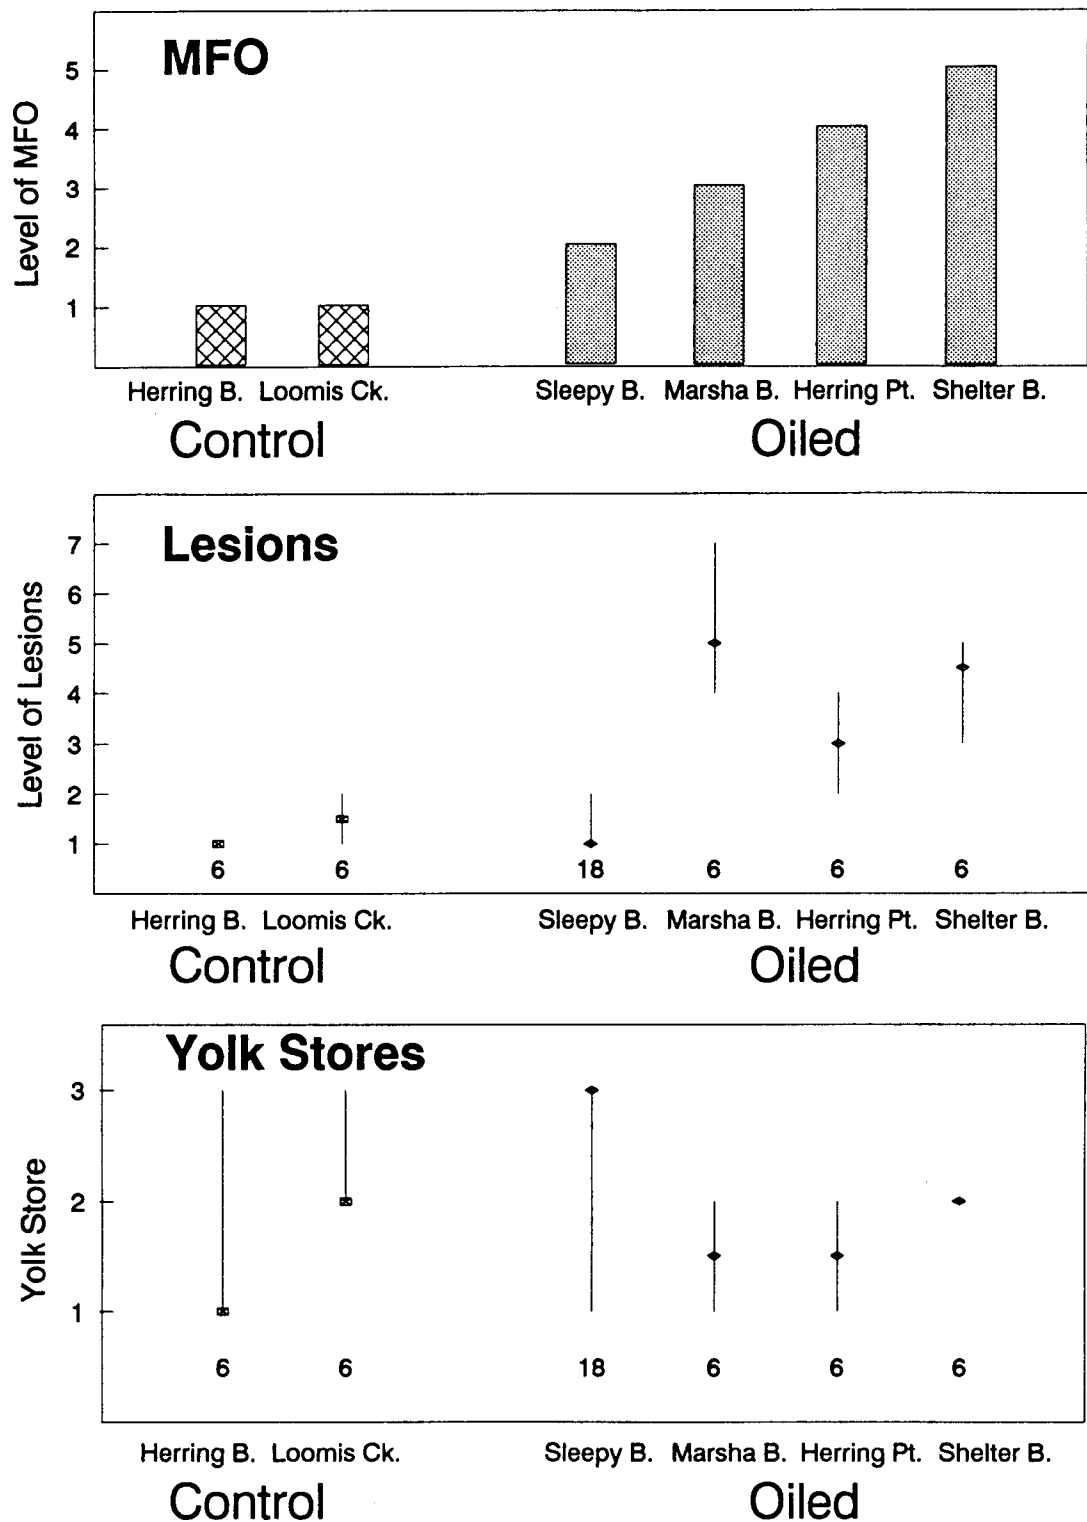 MFO
Level of MFO
5
4
3
2
1
Herring B. Loomis Ck. Sleepy B. Marsha B. Herring Pt. Shelter B.
Control Oiled
Lesions
Level of Lesions
7
6
5
4
3
2
1
6 6 18 6 6 6
Herring B. Loomis Ck. Sleepy B. Marsha B. Herring Pt. Shelter B.
Control Oiled
Yolk Stores
Yolk Store
3
2
1
6 6 18 6 6 6
Herring B. Loomis Ck. Sleepy B. Marsha B. Herring Pt. Shelter B.
Control Oiled